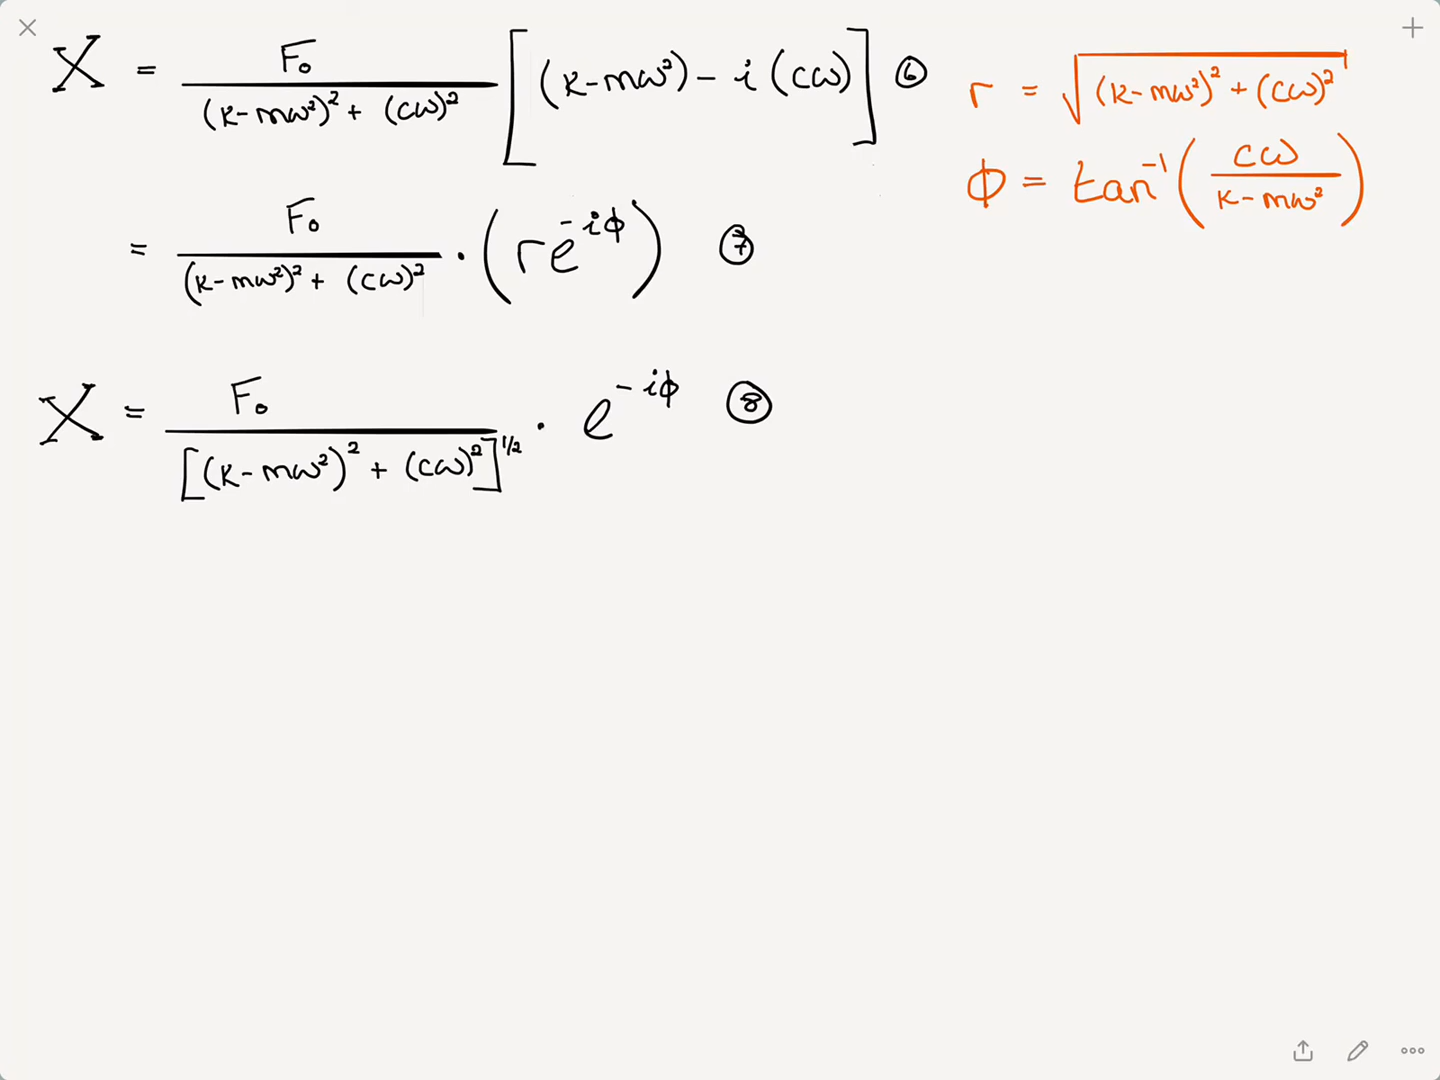 X = F₀ / ((k-mω²)² + (cω)²) [(k-mω²) - i(cω)] ⑥
r = √((k-mω²)² + (cω)²)
ϕ = tan⁻¹(cω / (k-mω²))
= F₀ / ((k-mω²)² + (cω)²) · (re^(-iϕ)) ⑦
X = F₀ / [(k-mω²)² + (cω)²]^(1/2) · e^(-iϕ) ⑧